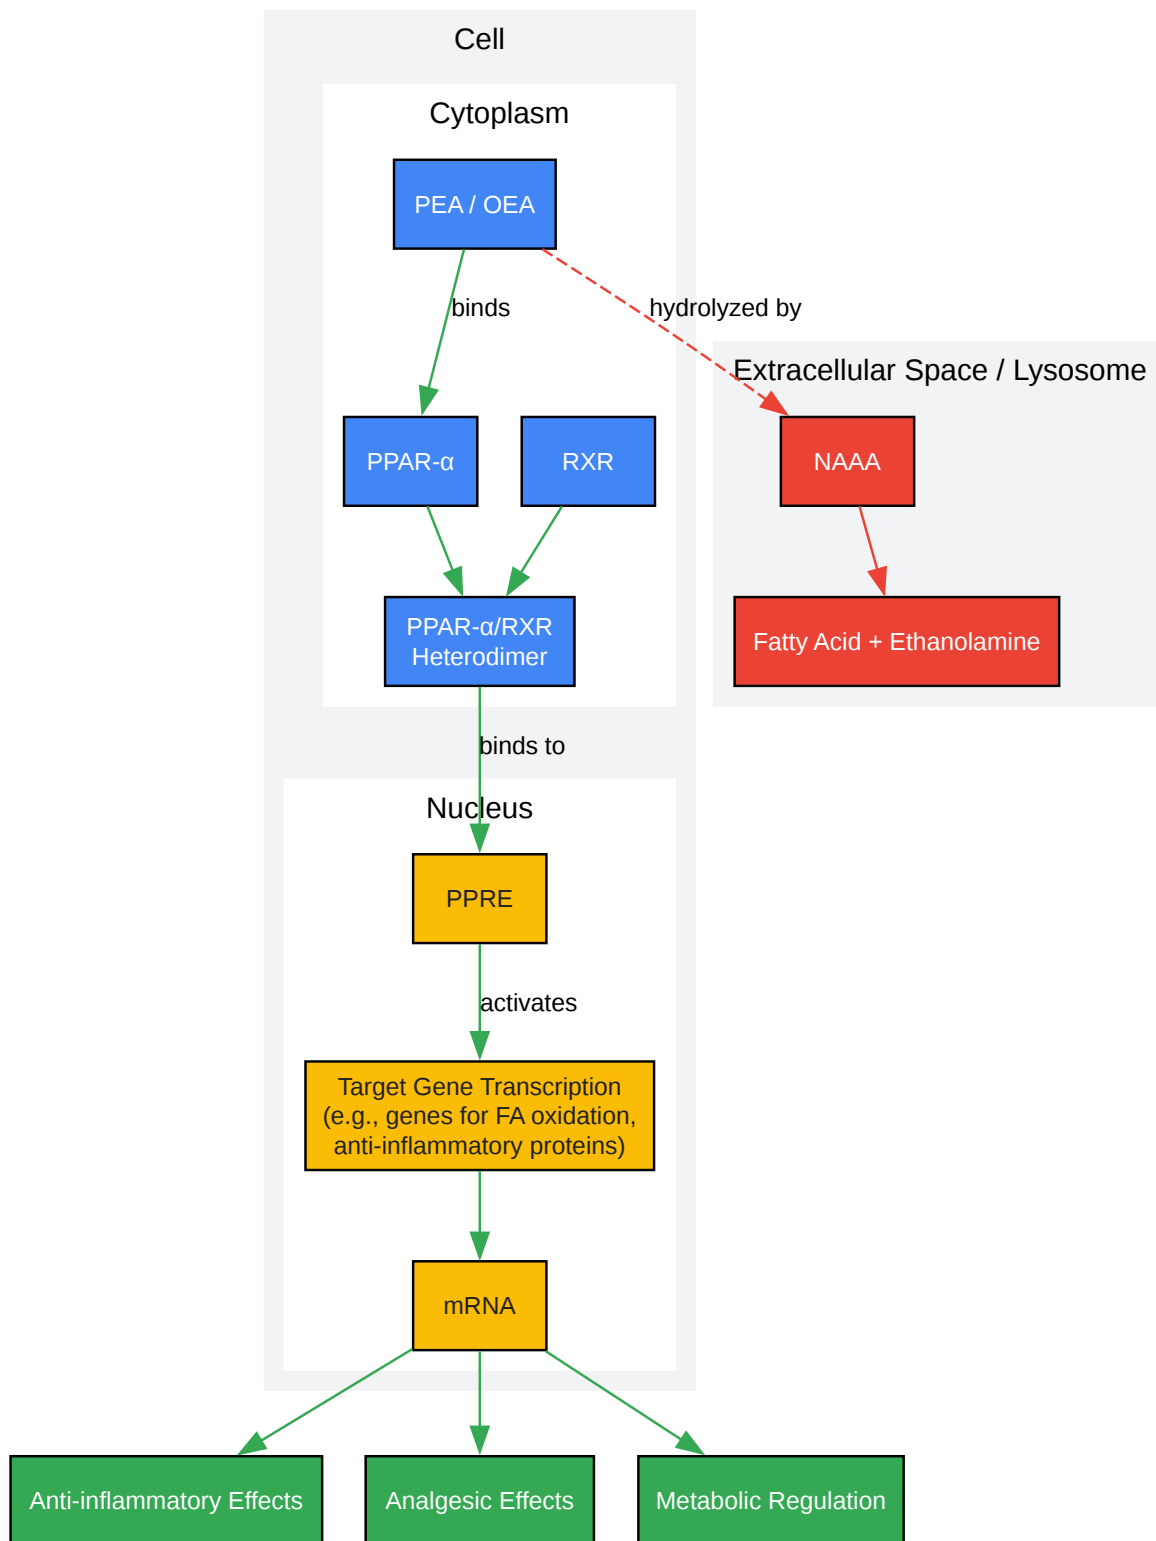 Cell
Cytoplasm
PEA / OEA
binds
hydrolyzed by
Extracellular Space / Lysosome
PPAR-α
RXR
NAAA
PPAR-α/RXR
Heterodimer
Fatty Acid + Ethanolamine
binds to
Nucleus
PPRE
activates
Target Gene Transcription
(e.g., genes for FA oxidation,
anti-inflammatory proteins)
mRNA
Anti-inflammatory Effects
Analgesic Effects
Metabolic Regulation